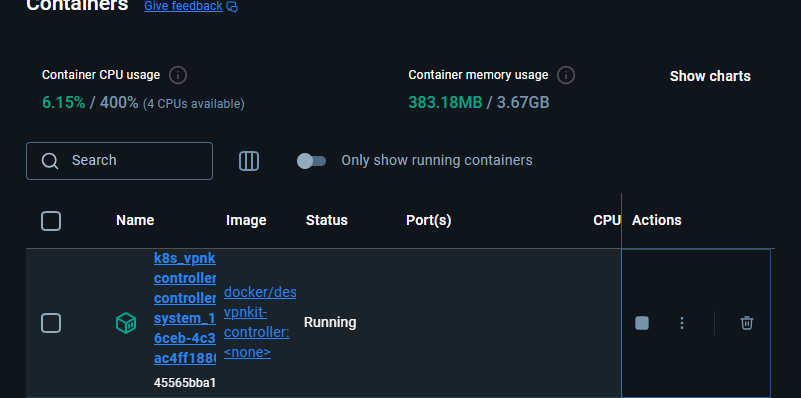 Containers Give feedback
Container CPU usage
6.15% / 400% (4 CPUs available)
Container memory usage
383.18MB / 3.67GB
Show charts
Search
Only show running containers
Name Image Status Port(s) CPU Actions
k8s_vpnk
controller
controller
system_1
6ceb-4c3
ac4ff188
45565bba1
docker/des
vpnkit-
controller:
<none>
Running